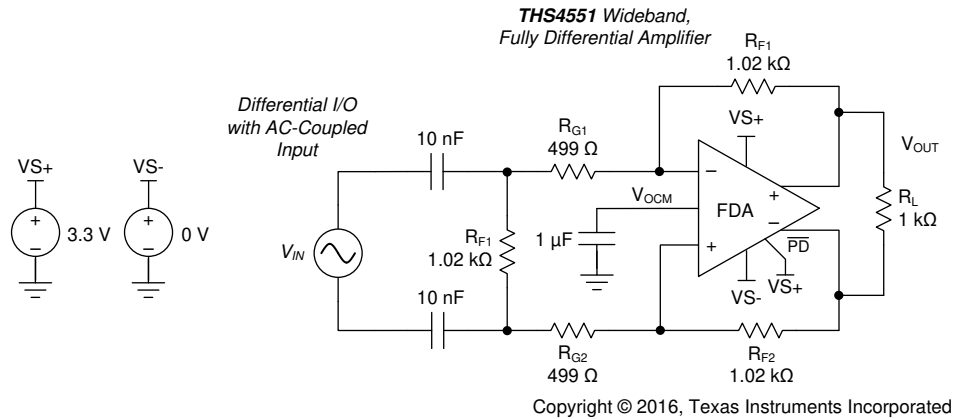 THS4551 Wideband,
Fully Differential Amplifier
RF1
1.02 kΩ
Differential I/O
with AC-Coupled
Input
10 nF
RG1
499 Ω
VS+
VOUT
VS+
VS-
VOCM
−
+
FDA
+
−
RL
1 kΩ
+
−
3.3 V
+
−
0 V
VIN
RF1
1.02 kΩ
1 µF
PD
10 nF
VS-
VS+
RG2
499 Ω
RF2
1.02 kΩ
Copyright © 2016, Texas Instruments Incorporated